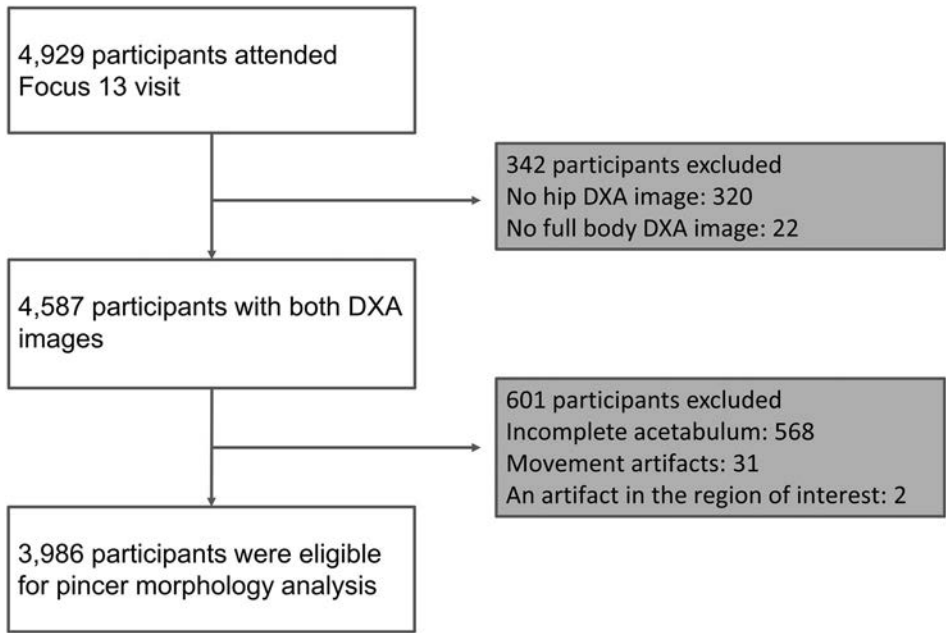 4,929 participants attended
Focus 13 visit
342 participants excluded
No hip DXA image: 320
No full body DXA image: 22
4,587 participants with both DXA
images
601 participants excluded
Incomplete acetabulum: 568
Movement artifacts: 31
An artifact in the region of interest: 2
3,986 participants were eligible
for pincer morphology analysis